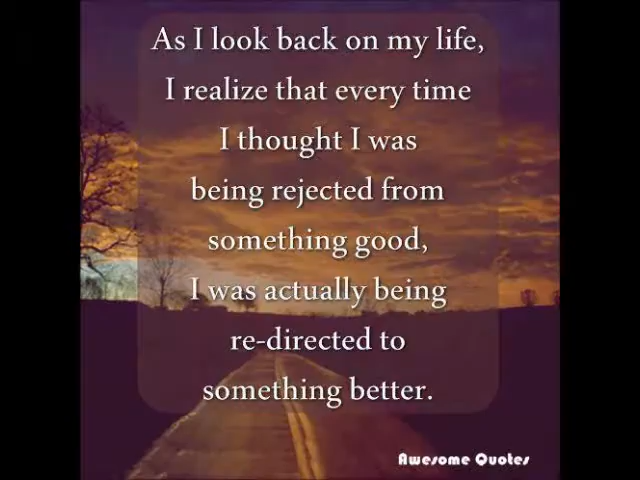 As I look back on my life,
I realize that every time
I thought I was
being rejected from
something good,
I was actually being
re-directed to
something better.
Awesome Quotes